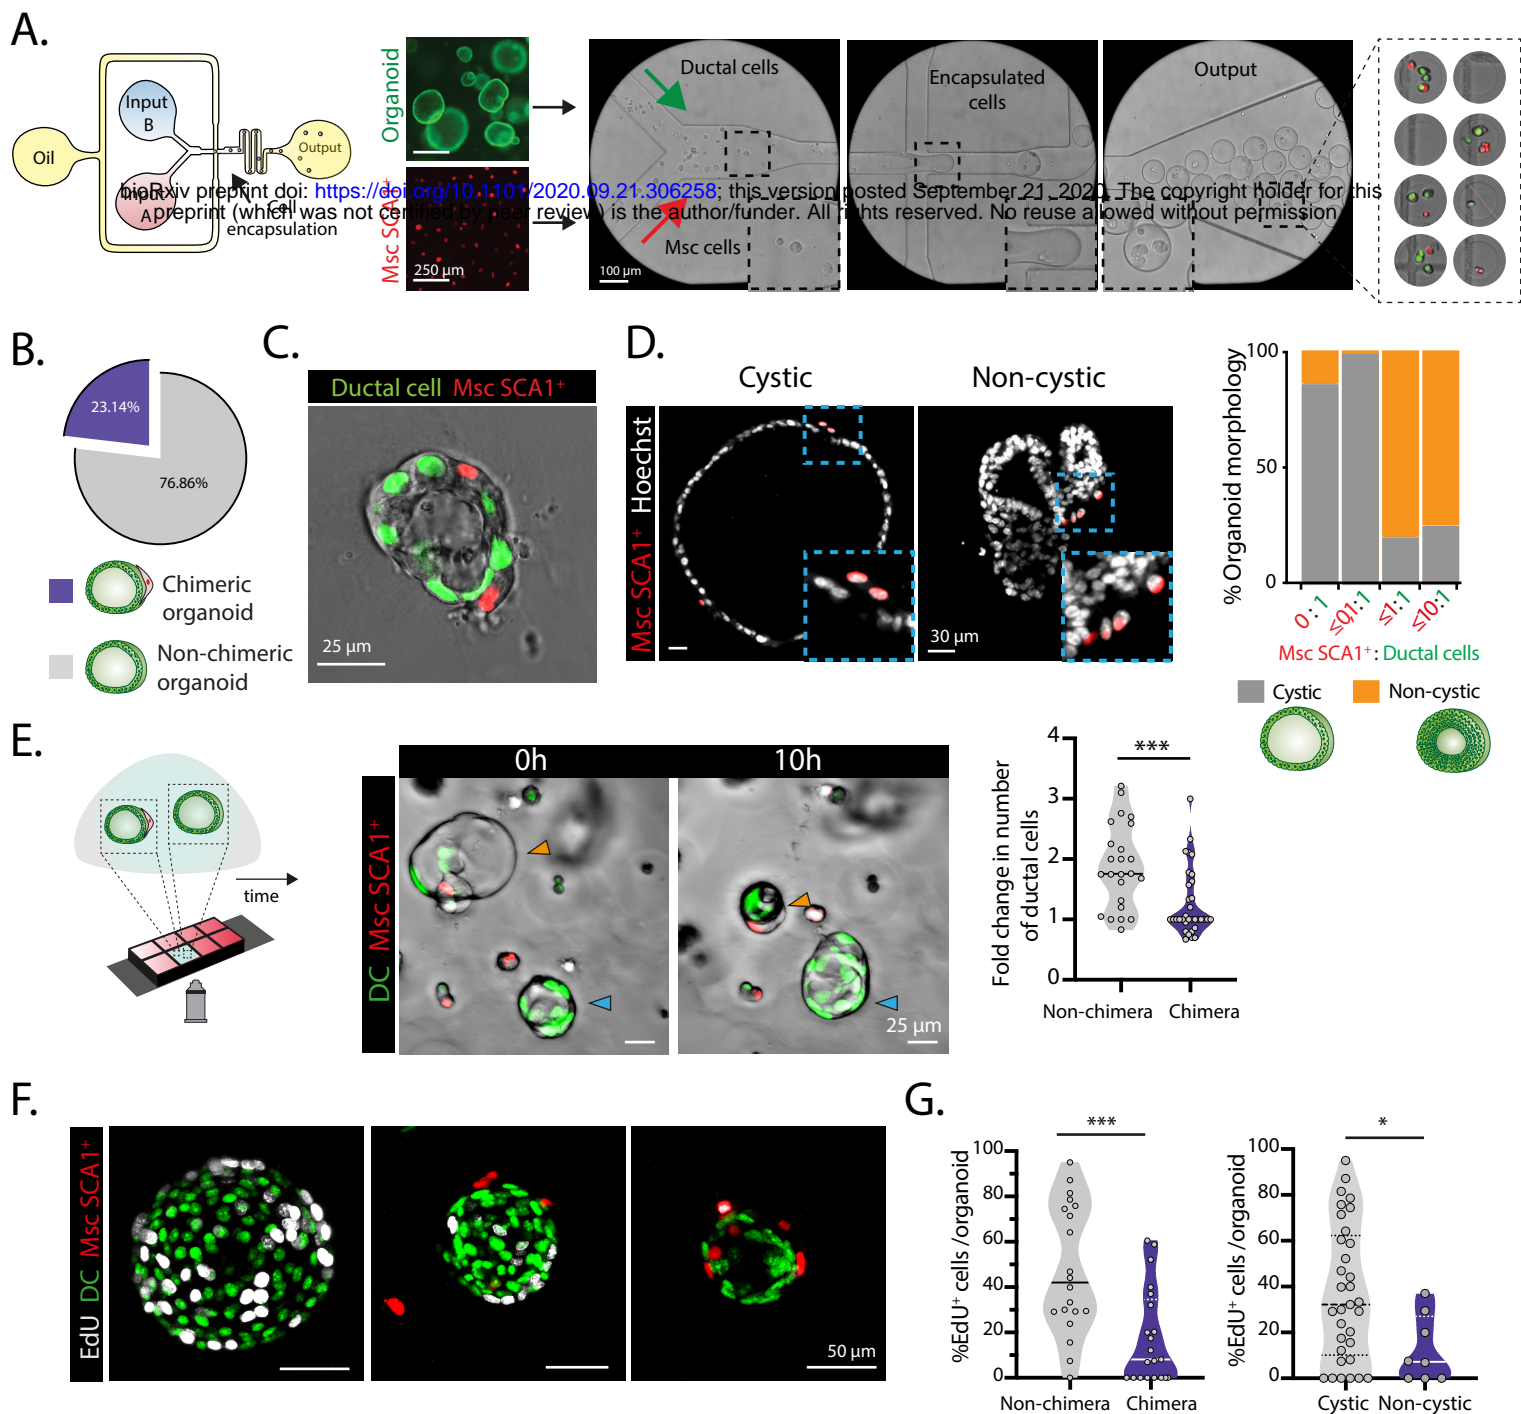 A.
Oil
Input
B
Input
A
Output
Cell
encapsulation
Organoid
Msc SCA1+
250 µm
Ductal cells
Msc cells
100 µm
Encapsulated
cells
Output
bioRxiv preprint doi: https://doi.org/10.1101/2020.09.21.306258; this version posted September 21, 2020. The copyright holder for this
preprint (which was not certified by peer review) is the author/funder. All rights reserved. No reuse allowed without permission.
B.
23.14%
76.86%
Chimeric
organoid
Non-chimeric
organoid
C.
Ductal cell Msc SCA1+
25 µm
D.
Cystic
Non-cystic
Msc SCA1+ Hoechst
30 µm
% Organoid morphology
100
50
0
0:1
≤0,1:1
≤1:1
≤10:1
Msc SCA1+: Ductal cells
Cystic
Non-cystic
E.
time
DC Msc SCA1+
0h
10h
25 µm
Fold change in number
of ductal cells
4
3
2
1
0
***
Non-chimera
Chimera
F.
EdU DC Msc SCA1+
50 µm
G.
%EdU+ cells /organoid
100
80
60
40
20
0
***
Non-chimera
Chimera
%EdU+ cells /organoid
100
80
60
40
20
0
*
Cystic
Non-cystic